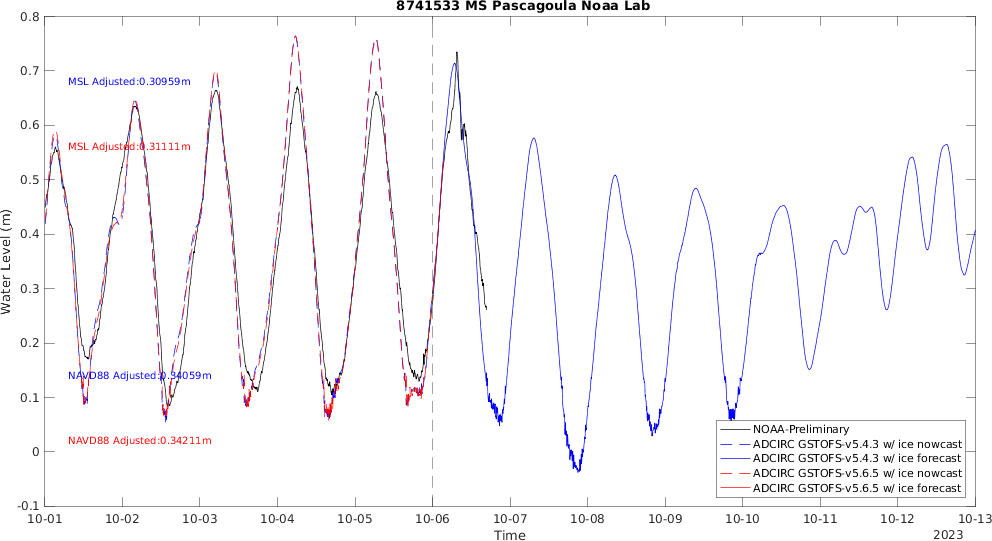 8741533 MS Pascagoula Noaa Lab
0.8
0.7
0.6
0.5
0.4
0.3
0.2
0.1
0
-0.1
Water Level (m)
MSL Adjusted:0.30959m
MSL Adjusted:0.31111m
NAVD88 Adjusted:0.34059m
NAVD88 Adjusted:0.34211m
NOAA-Preliminary
ADCIRC GSTOFS-v5.4.3 w/ ice nowcast
ADCIRC GSTOFS-v5.4.3 w/ ice forecast
ADCIRC GSTOFS-v5.6.5 w/ ice nowcast
ADCIRC GSTOFS-v5.6.5 w/ ice forecast
10-01 10-02 10-03 10-04 10-05 10-06 10-07 10-08 10-09 10-10 10-11 10-12 10-13
Time
2023